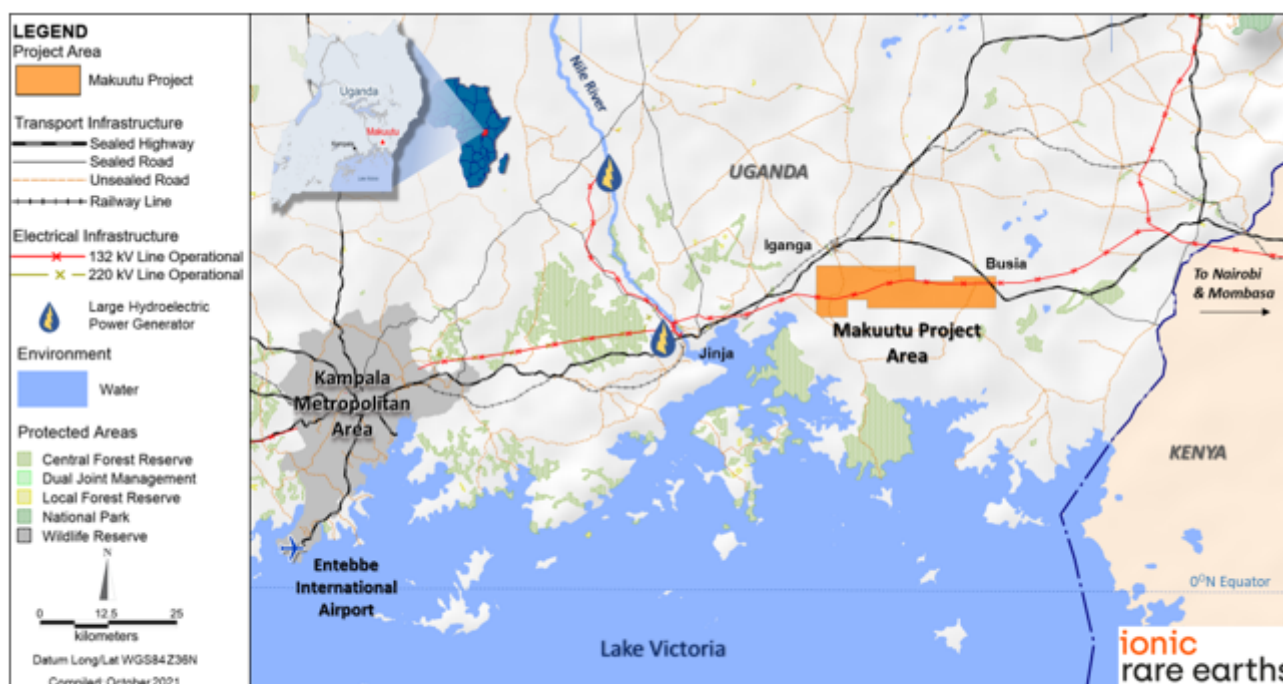 LEGEND
Project Area
Makuutu Project
Transport Infrastructure
Sealed Highway
Sealed Road
Unsealed Road
Railway Line
Electrical Infrastructure
132 kV Line Operational
220 kV Line Operational
Large Hydroelectric
Power Generator
Environment
Water
Protected Areas
Central Forest Reserve
Dual Joint Management
Local Forest Reserve
National Park
Wildlife Reserve
N
0 12.5 25
kilometers
Datum Long/Lat WGS84 Z36N
Compiled: October 2021
Uganda
Makuutu
Nile River
UGANDA
Iganga
Busia
To Nairobi
& Mombasa
Makuutu Project
Area
Jinja
Kampala
Metropolitan
Area
KENYA
Entebbe
International
Airport
0°N Equator
Lake Victoria
ionic
rare earths